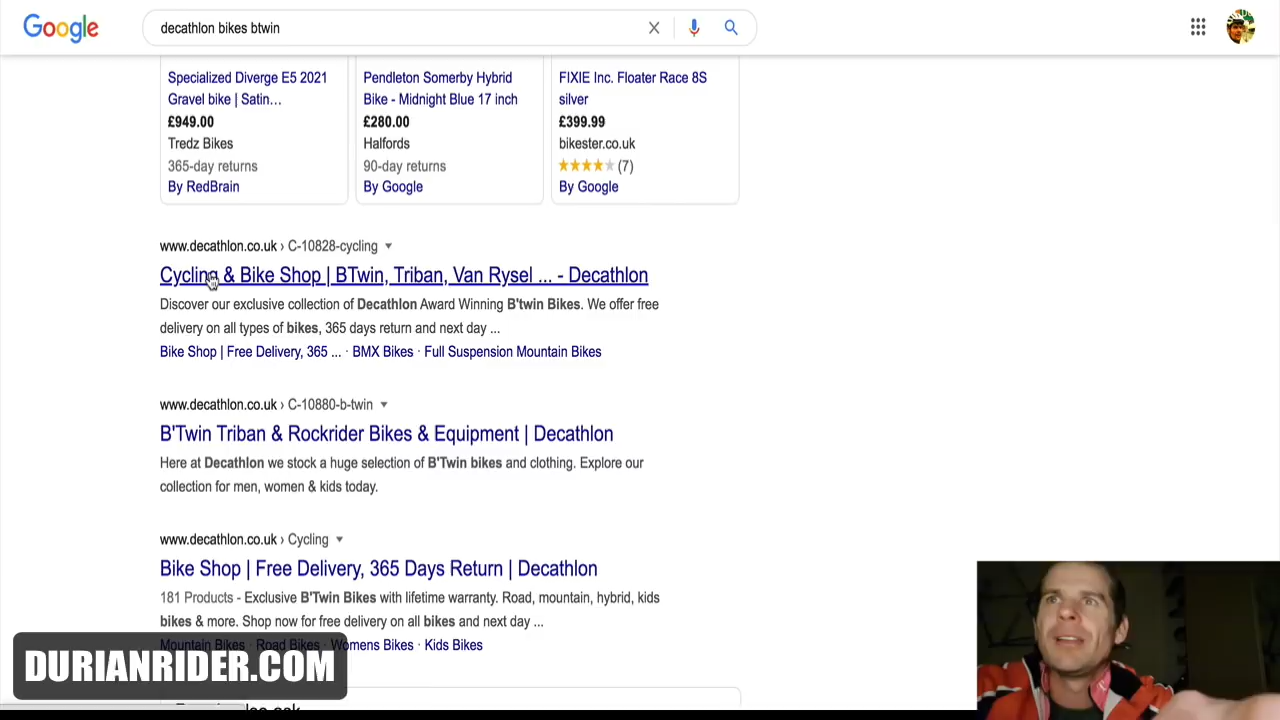 Google
decathlon bikes btwin
Specialized Diverge E5 2021
Gravel bike | Satin…
£949.00
Tredz Bikes
365-day returns
By RedBrain
Pendleton Somerby Hybrid
Bike - Midnight Blue 17 inch
£280.00
Halfords
90-day returns
By Google
FIXIE Inc. Floater Race 8S
silver
£399.99
bikester.co.uk
(7)
By Google
www.decathlon.co.uk › C-10828-cycling
Cycling & Bike Shop | BTwin, Triban, Van Rysel ... - Decathlon
Discover our exclusive collection of Decathlon Award Winning B'twin Bikes. We offer free
delivery on all types of bikes, 365 days return and next day ...
Bike Shop | Free Delivery, 365 ... · BMX Bikes · Full Suspension Mountain Bikes
www.decathlon.co.uk › C-10880-b-twin
B'Twin Triban & Rockrider Bikes & Equipment | Decathlon
Here at Decathlon we stock a huge selection of B'Twin bikes and clothing. Explore our
collection for men, women & kids today.
www.decathlon.co.uk › Cycling
Bike Shop | Free Delivery, 365 Days Return | Decathlon
181 Products - Exclusive B'Twin Bikes with lifetime warranty. Road, mountain, hybrid, kids
bikes & more. Shop now for free delivery on all bikes and next day ...
Mountain Bikes · Road Bikes · Womens Bikes · Kids Bikes
DURIANRIDER.COM